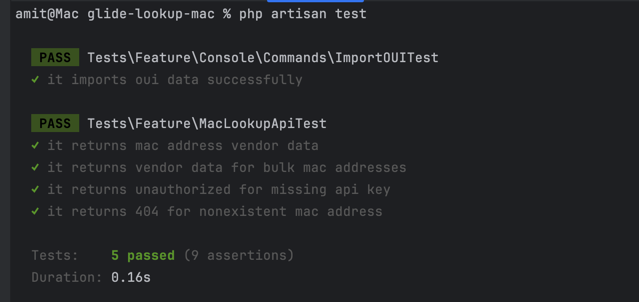 amit@Mac glide-lookup-mac % php artisan test
PASS Tests\Feature\Console\Commands\ImportOUITest
✓ it imports oui data successfully
PASS Tests\Feature\MacLookupApiTest
✓ it returns mac address vendor data
✓ it returns vendor data for bulk mac addresses
✓ it returns unauthorized for missing api key
✓ it returns 404 for nonexistent mac address
Tests: 5 passed (9 assertions)
Duration: 0.16s